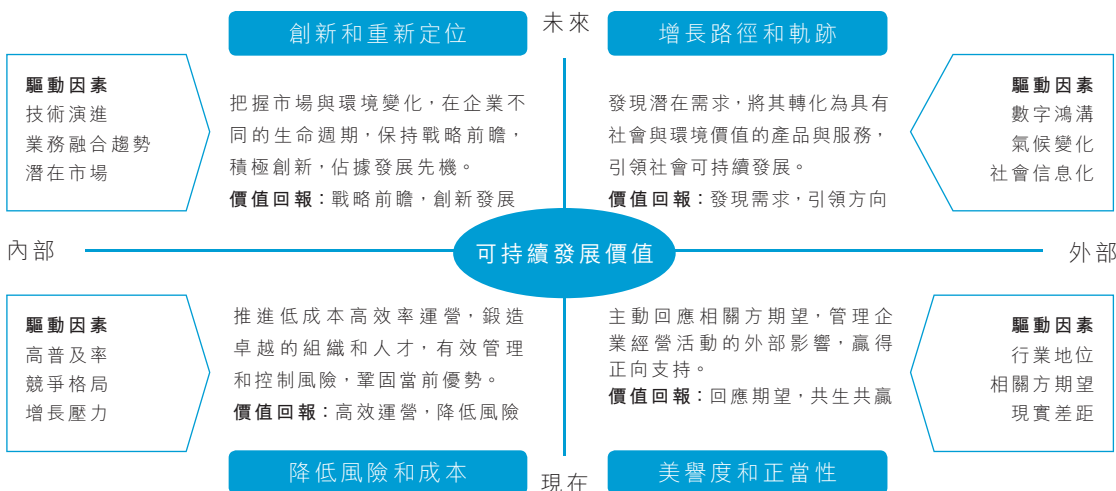 創新和重新定位
未來
增長路徑和軌跡
驅動因素
技術演進
業務融合趨勢
潛在市場
把握市場與環境變化，在企業不
同的生命週期，保持戰略前瞻，
積極創新，佔據發展先機。
價值回報：戰略前瞻，創新發展
發現潛在需求，將其轉化為具有
社會與環境價值的產品與服務，
引領社會可持續發展。
價值回報：發現需求，引領方向
驅動因素
數字鴻溝
氣候變化
社會信息化
內部
可持續發展價值
外部
驅動因素
高普及率
競爭格局
增長壓力
推進低成本高效率運營，鍛造
卓越的組織和人才，有效管理
和控制風險，鞏固當前優勢。
價值回報：高效運營，降低風險
主動回應相關方期望，管理企
業經營活動的外部影響，贏得
正向支持。
價值回報：回應期望，共生共贏
驅動因素
行業地位
相關方期望
現實差距
降低風險和成本
現在
美譽度和正當性